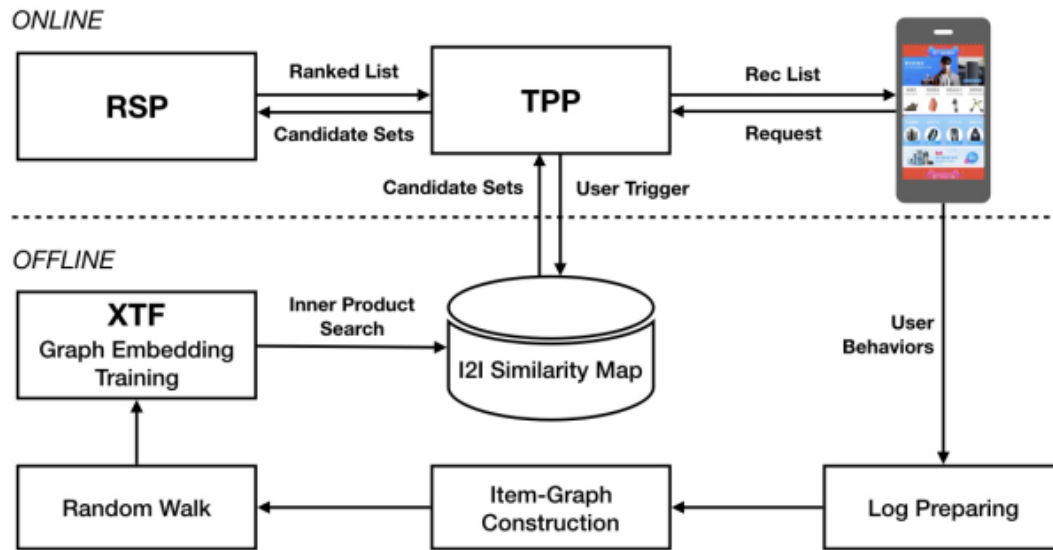 ONLINE
RSP
Ranked List
Candidate Sets
TPP
Rec List
Request
Candidate Sets
User Trigger
OFFLINE
XTF
Graph Embedding
Training
Inner Product
Search
I2I Similarity Map
User
Behaviors
Random Walk
Item-Graph
Construction
Log Preparing